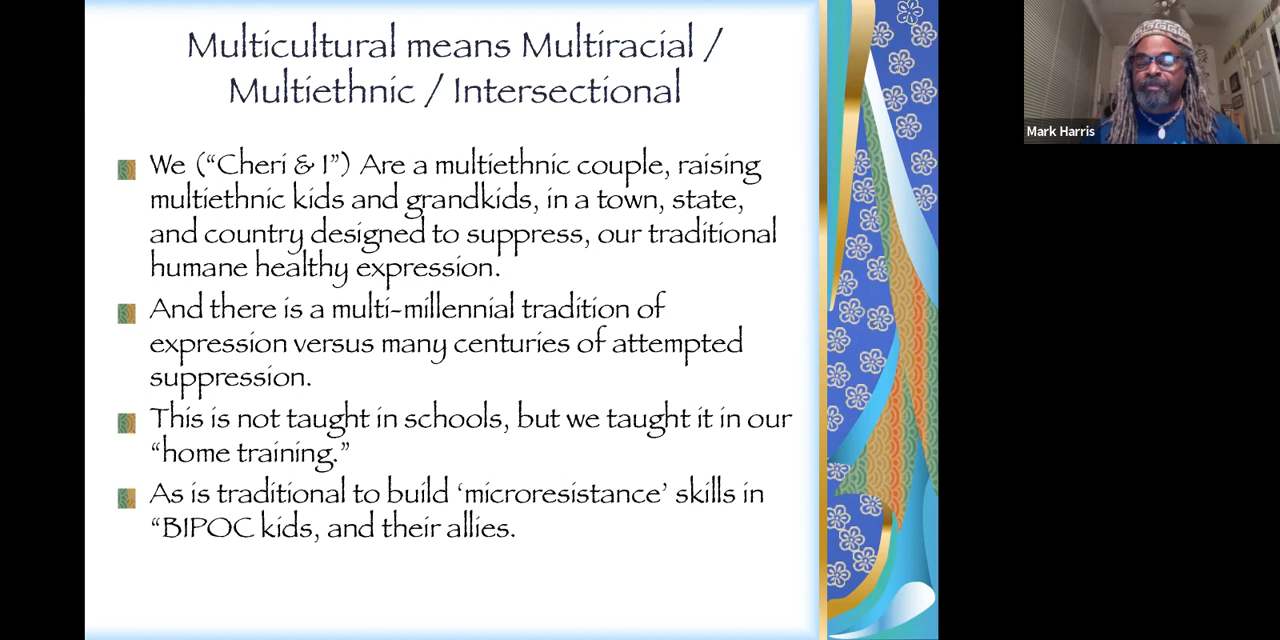 Multicultural means Multiracial /
Multiethnic / Intersectional
We (“Cheri & I”) Are a multiethnic couple, raising
multiethnic kids and grandkids, in a town, state,
and country designed to suppress, our traditional
humane healthy expression.
And there is a multi-millennial tradition of
expression versus many centuries of attempted
suppression.
This is not taught in schools, but we taught it in our
“home training.”
As is traditional to build ‘microresistance’ skills in
“BIPOC kids, and their allies.
Mark Harris